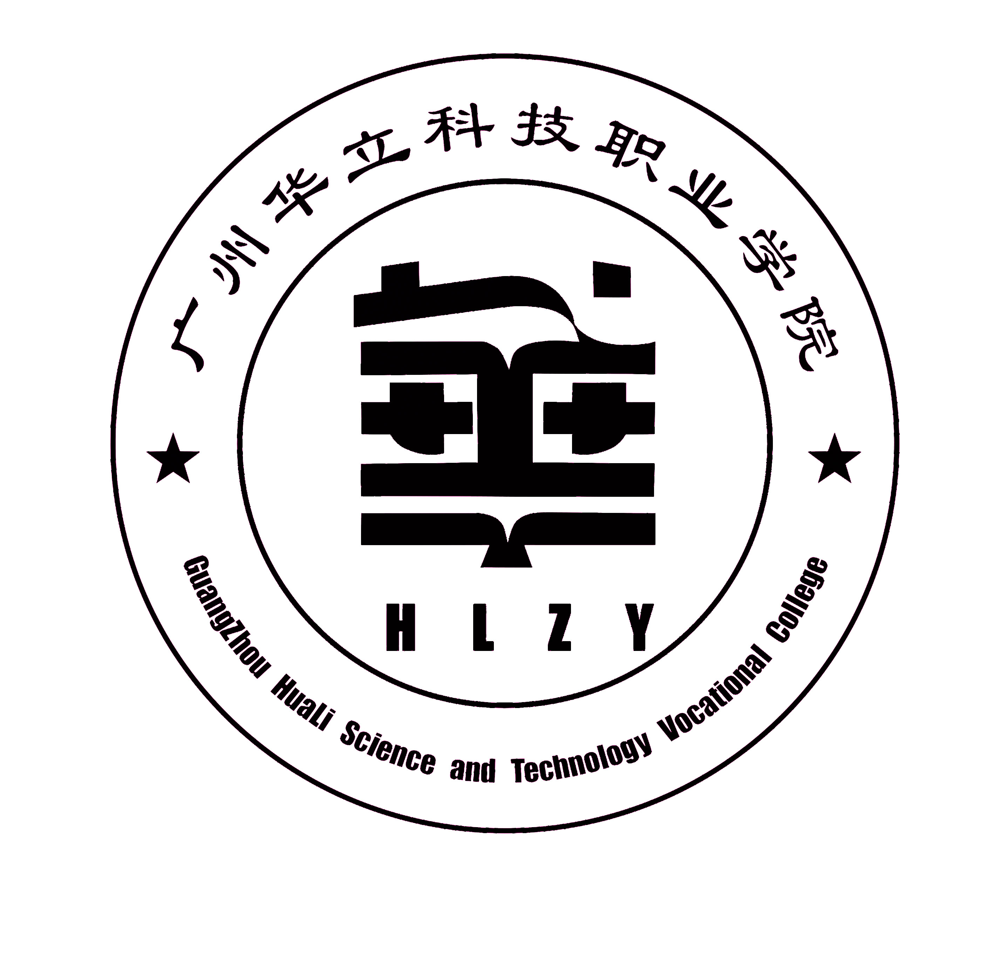 广州华立科技职业学院
HLZY
Guangzhou HuaLi Science and Technology Vocational College